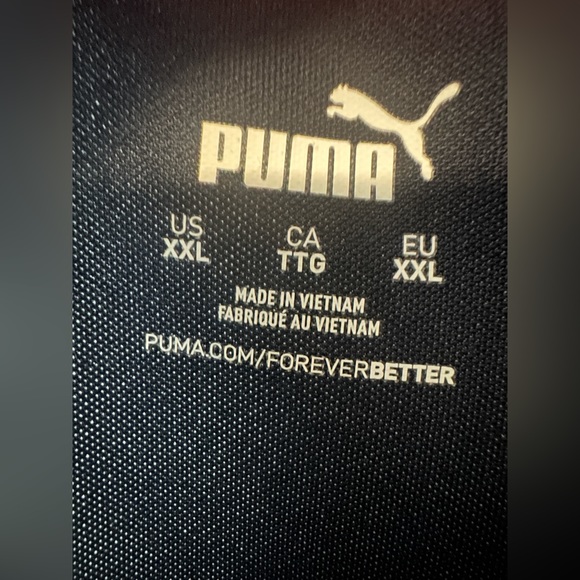 PUMA
US CA EU
XXL TTG XXL
MADE IN VIETNAM
FABRIQUÉ AU VIETNAM
PUMA.COM/FOREVERBETTER